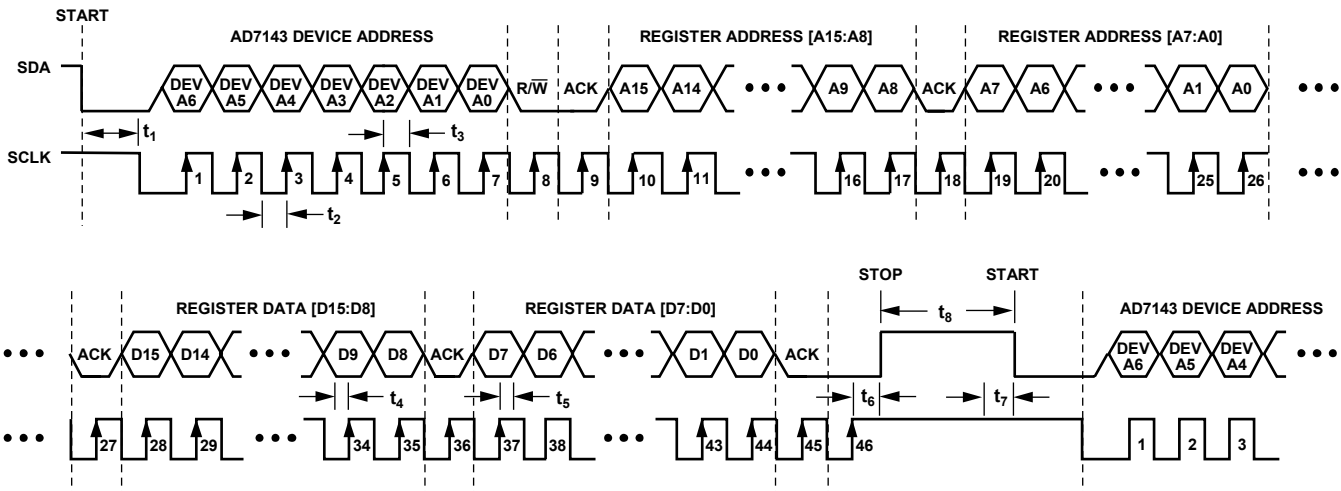 START
AD7143 DEVICE ADDRESS REGISTER ADDRESS [A15:A8] REGISTER ADDRESS [A7:A0]
SDA DEV A6 DEV A5 DEV A4 DEV A3 DEV A2 DEV A1 DEV A0 R/W̅ ACK A15 A14 ••• A9 A8 ACK A7 A6 ••• A1 A0 •••
t1 t3
SCLK 1 2 3 4 5 6 7 8 9 10 11 ••• 16 17 18 19 20 ••• 25 26 •••
t2
STOP START
REGISTER DATA [D15:D8] REGISTER DATA [D7:D0] t8 AD7143 DEVICE ADDRESS
••• ACK D15 D14 ••• D9 D8 ACK D7 D6 ••• D1 D0 ACK DEV A6 DEV A5 DEV A4 •••
t4 t5 t6 t7
••• 27 28 29 ••• 34 35 36 37 38 ••• 43 44 45 46 1 2 3